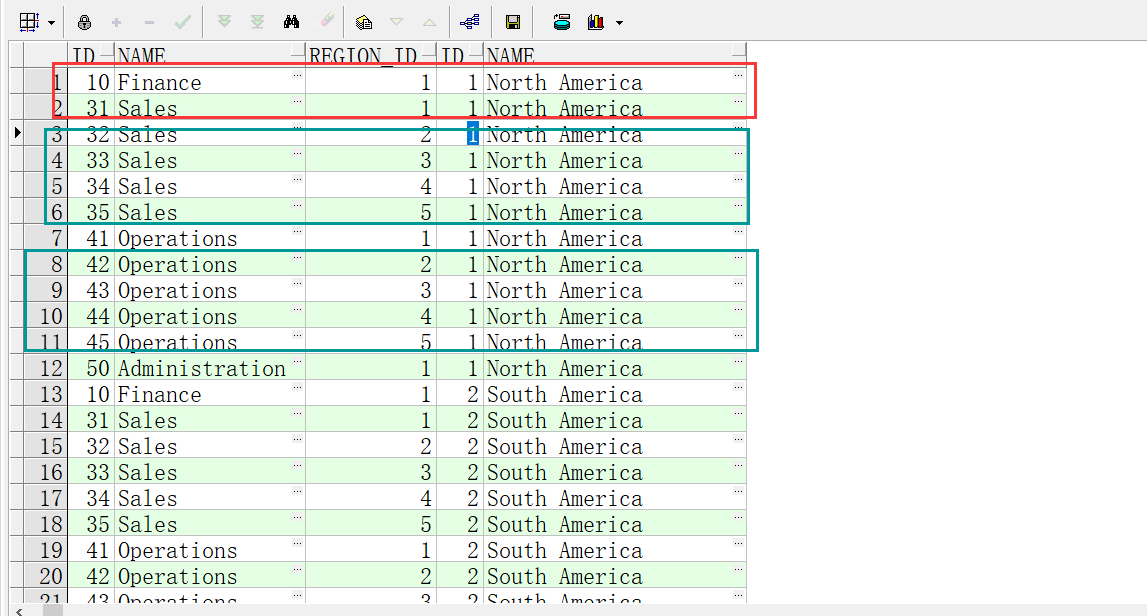 ID NAME REGION_ID ID NAME
1 10 Finance 1 1 North America
2 31 Sales 1 1 North America
3 32 Sales 2 1 North America
4 33 Sales 3 1 North America
5 34 Sales 4 1 North America
6 35 Sales 5 1 North America
7 41 Operations 1 1 North America
8 42 Operations 2 1 North America
9 43 Operations 3 1 North America
10 44 Operations 4 1 North America
11 45 Operations 5 1 North America
12 50 Administration 1 1 North America
13 10 Finance 1 2 South America
14 31 Sales 1 2 South America
15 32 Sales 2 2 South America
16 33 Sales 3 2 South America
17 34 Sales 4 2 South America
18 35 Sales 5 2 South America
19 41 Operations 1 2 South America
20 42 Operations 2 2 South America
21 43 Operations 3 2 South America